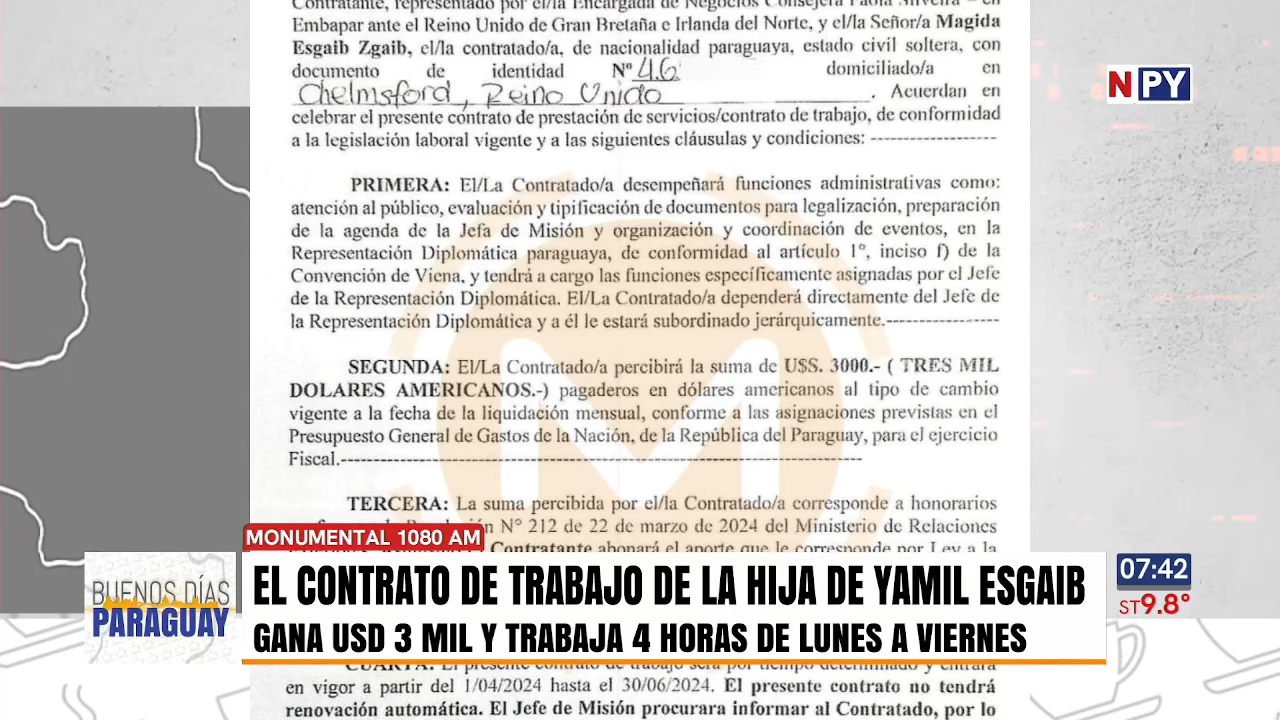 Contratante, representado por el/la Encargada de Negocios Consejera Paola Silveira – en
Embapar ante el Reino Unido de Gran Bretaña e Irlanda del Norte, y el/la Señor/a Magida
Esgaib Zgaib, el/la contratado/a, de nacionalidad paraguaya, estado civil soltera, con
documento de identidad Nº 46 domiciliado/a en
Chelmsford, Reino Unido. Acuerdan en
celebrar el presente contrato de prestación de servicios/contrato de trabajo, de conformidad
a la legislación laboral vigente y a las siguientes cláusulas y condiciones: ------------------
PRIMERA: El/La Contratado/a desempeñará funciones administrativas como:
atención al público, evaluación y tipificación de documentos para legalización, preparación
de la agenda de la Jefa de Misión y organización y coordinación de eventos, en la
Representación Diplomática paraguaya, de conformidad al artículo 1º, inciso f) de la
Convención de Viena, y tendrá a cargo las funciones específicamente asignadas por el Jefe
de la Representación Diplomática. El/La Contratado/a dependerá directamente del Jefe de
la Representación Diplomática y a él le estará subordinado jerárquicamente.----------------
SEGUNDA: El/La Contratado/a percibirá la suma de U$S. 3000.- ( TRES MIL
DOLARES AMERICANOS.-) pagaderos en dólares americanos al tipo de cambio
vigente a la fecha de la liquidación mensual, conforme a las asignaciones previstas en el
Presupuesto General de Gastos de la Nación, de la República del Paraguay, para el ejercicio
Fiscal.--------------------------------------------------------------------------
TERCERA: La suma percibida por el/la Contratado/a corresponde a honorarios
Nº 212 de 22 de marzo de 2024 del Ministerio de Relaciones
Contratante abonará el aporte que le corresponde por Ley a la
CUARTA: El presente contrato de trabajo será por tiempo determinado y entrará
en vigor a partir del 1/04/2024 hasta el 30/06/2024. El presente contrato no tendrá
renovación automática. El Jefe de Misión procurara informar al Contratado, por lo
NPY
MONUMENTAL 1080 AM
EL CONTRATO DE TRABAJO DE LA HIJA DE YAMIL ESGAIB
GANA USD 3 MIL Y TRABAJA 4 HORAS DE LUNES A VIERNES
BUENOS DÍAS
PARAGUAY
07:42
ST 9.8°